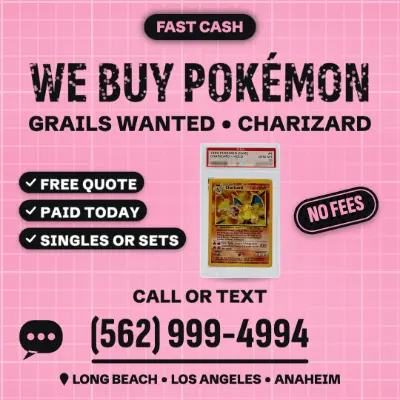 FAST CASH
WE BUY POKÉMON
GRAILS WANTED • CHARIZARD
FREE QUOTE
PAID TODAY
SINGLES OR SETS
NO FEES
Charizard
CALL OR TEXT
(562) 999-4994
LONG BEACH • LOS ANGELES • ANAHEIM